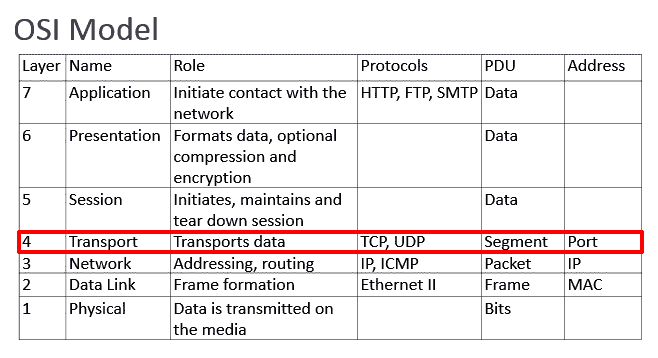 OSI Model
Layer Name Role Protocols PDU Address
7 Application Initiate contact with the HTTP, FTP, SMTP Data
network
6 Presentation Formats data, optional Data
compression and
encryption
5 Session Initiates, maintains and Data
tear down session
4 Transport Transports data TCP, UDP Segment Port
3 Network Addressing, routing IP, ICMP Packet IP
2 Data Link Frame formation Ethernet II Frame MAC
1 Physical Data is transmitted on Bits
the media